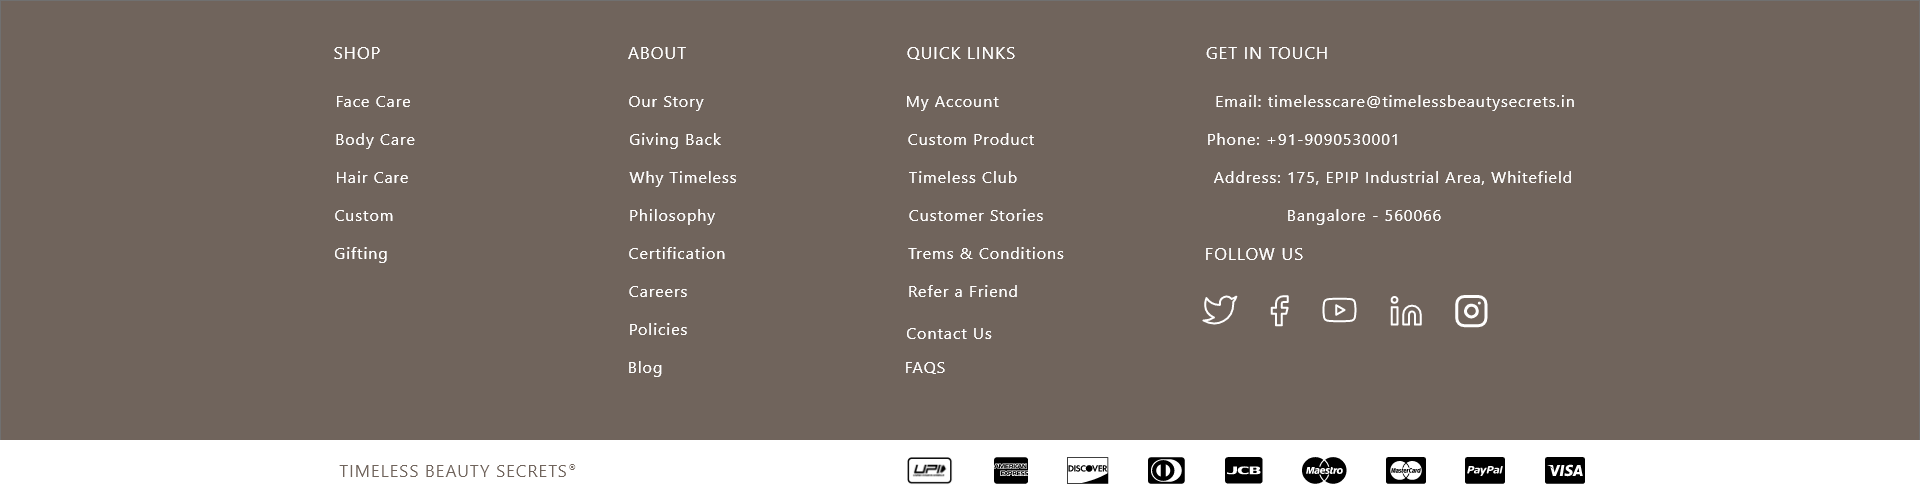 SHOP
Face Care
Body Care
Hair Care
Custom
Gifting
ABOUT
Our Story
Giving Back
Why Timeless
Philosophy
Certification
Careers
Policies
Blog
QUICK LINKS
My Account
Custom Product
Timeless Club
Customer Stories
Trems & Conditions
Refer a Friend
Contact Us
FAQS
GET IN TOUCH
Email: timelesscare@timelessbeautysecrets.in
Phone: +91-9090530001
Address: 175, EPIP Industrial Area, Whitefield
Bangalore - 560066
FOLLOW US
in
TIMELESS BEAUTY SECRETS®
UPI
AMERICAN
EXPRESS
DISCOVER
JCB
Maestro
MasterCard
PayPal
VISA